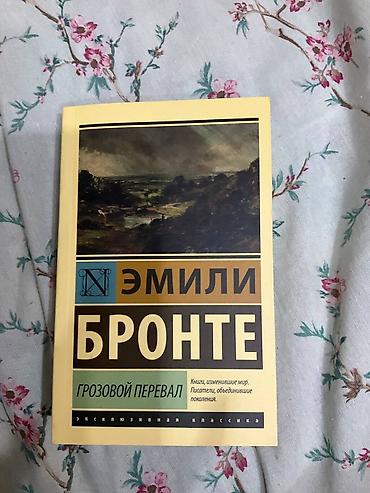 N ЭМИЛИ
БРОНТЕ
ГРОЗОВОЙ ПЕРЕВАЛ
Книги, изменившие мир.
Писатели, объединившие
поколения.
эксклюзивная классика